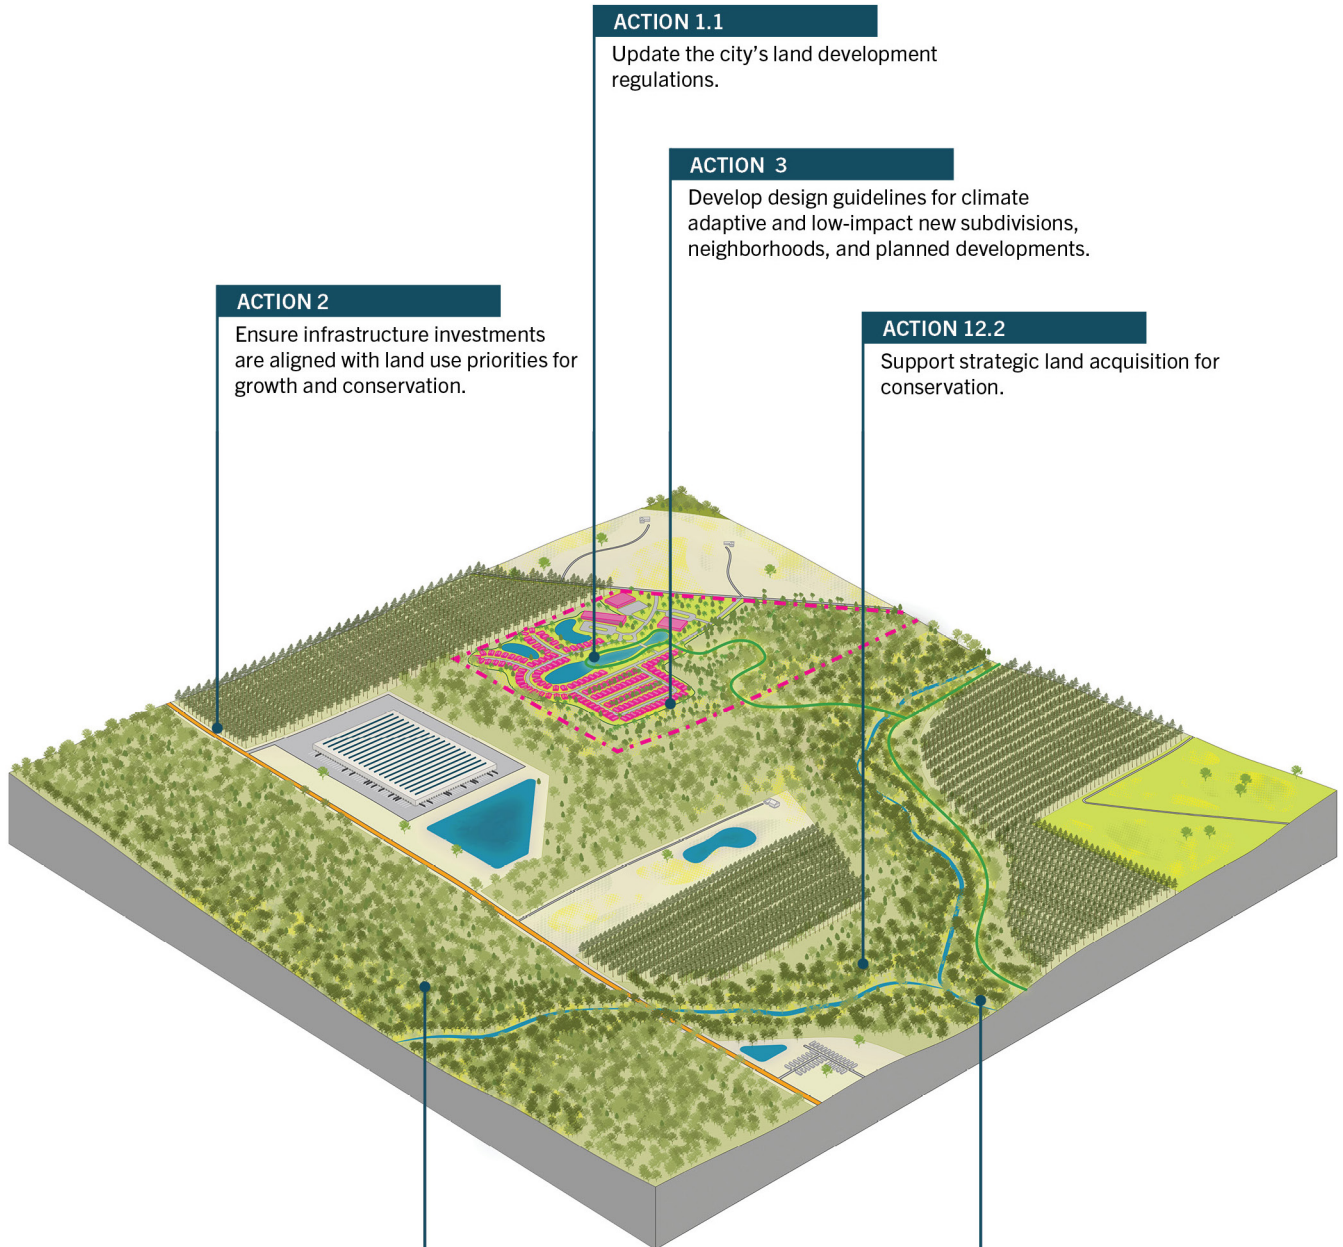 ACTION 1.1
Update the city’s land development
regulations.
ACTION 3
Develop design guidelines for climate
adaptive and low-impact new subdivisions,
neighborhoods, and planned developments.
ACTION 2
Ensure infrastructure investments
are aligned with land use priorities for
growth and conservation.
ACTION 12.2
Support strategic land acquisition for
conservation.